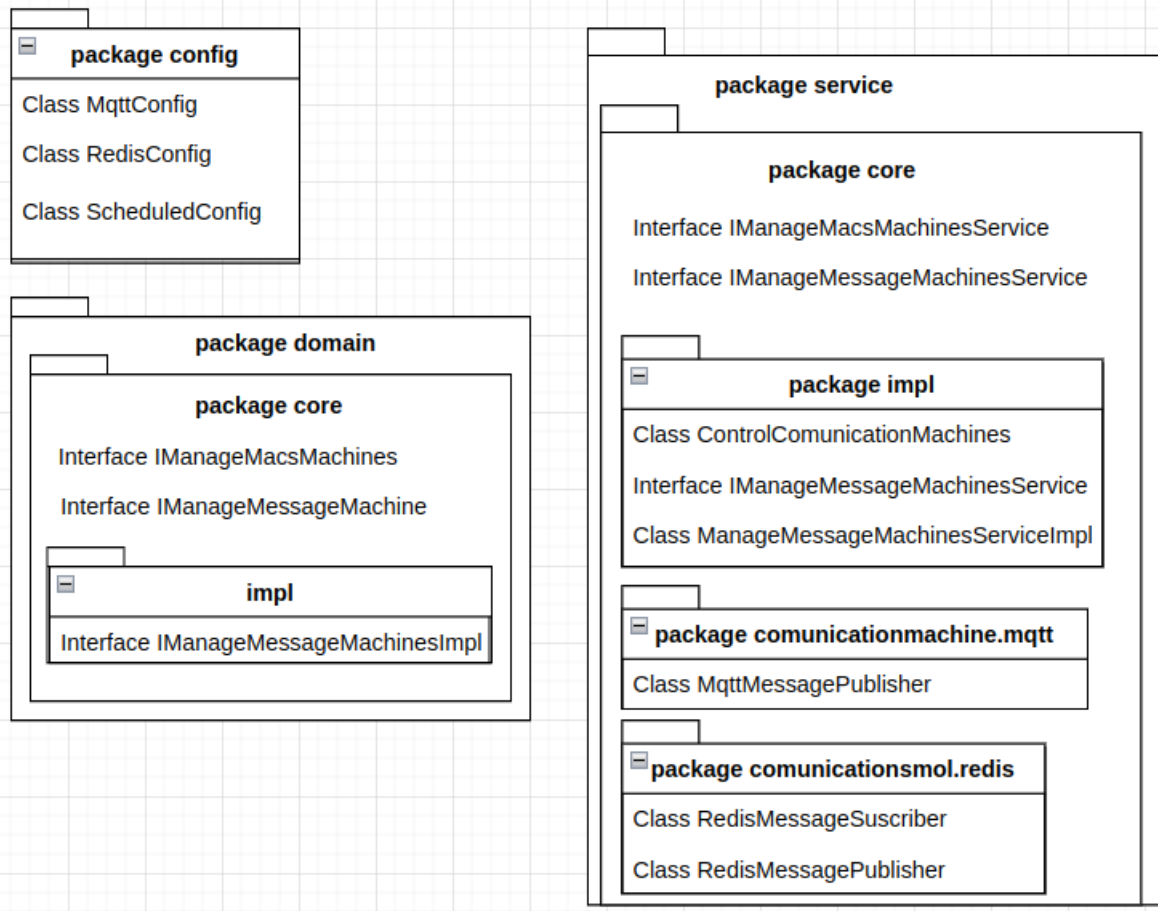 package config
Class MqttConfig
Class RedisConfig
Class ScheduledConfig
package domain
package core
Interface IManageMacsMachines
Interface IManageMessageMachine
impl
Interface IManageMessageMachinesImpl
package service
package core
Interface IManageMacsMachinesService
Interface IManageMessageMachinesService
package impl
Class ControlComunicationMachines
Interface IManageMessageMachinesService
Class ManageMessageMachinesServiceImpl
package comunicationmachine.mqtt
Class MqttMessagePublisher
package comunicationsmol.redis
Class RedisMessageSuscriber
Class RedisMessagePublisher